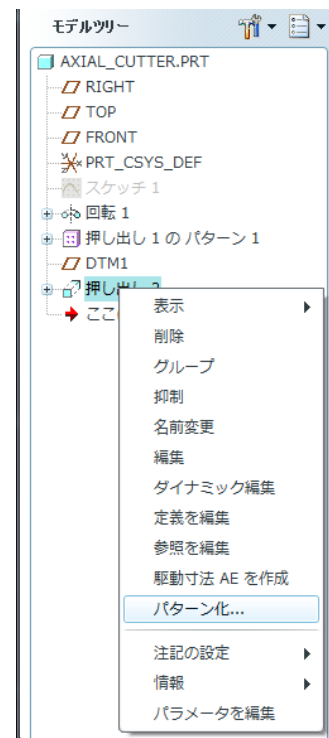 モデルツリー
AXIAL_CUTTER.PRT
RIGHT
TOP
FRONT
PRT_CSYS_DEF
スケッチ 1
回転 1
押し出し 1 の パターン 1
DTM1
押し出し 2
ここに
表示
削除
グループ
抑制
名前変更
編集
ダイナミック編集
定義を編集
参照を編集
駆動寸法 AE を作成
パターン化...
注記の設定
情報
パラメータを編集